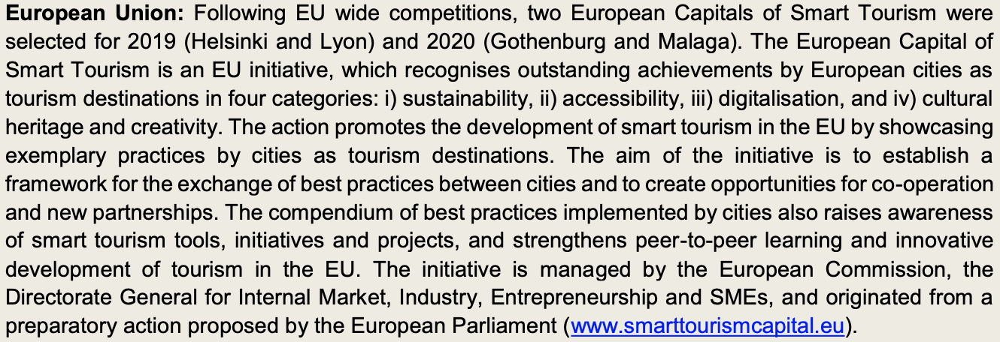 European Union: Following EU wide competitions, two European Capitals of Smart Tourism were
selected for 2019 (Helsinki and Lyon) and 2020 (Gothenburg and Malaga). The European Capital of
Smart Tourism is an EU initiative, which recognises outstanding achievements by European cities as
tourism destinations in four categories: i) sustainability, ii) accessibility, iii) digitalisation, and iv) cultural
heritage and creativity. The action promotes the development of smart tourism in the EU by showcasing
exemplary practices by cities as tourism destinations. The aim of the initiative is to establish a
framework for the exchange of best practices between cities and to create opportunities for co-operation
and new partnerships. The compendium of best practices implemented by cities also raises awareness
of smart tourism tools, initiatives and projects, and strengthens peer-to-peer learning and innovative
development of tourism in the EU. The initiative is managed by the European Commission, the
Directorate General for Internal Market, Industry, Entrepreneurship and SMEs, and originated from a
preparatory action proposed by the European Parliament (www.smarttourismcapital.eu).